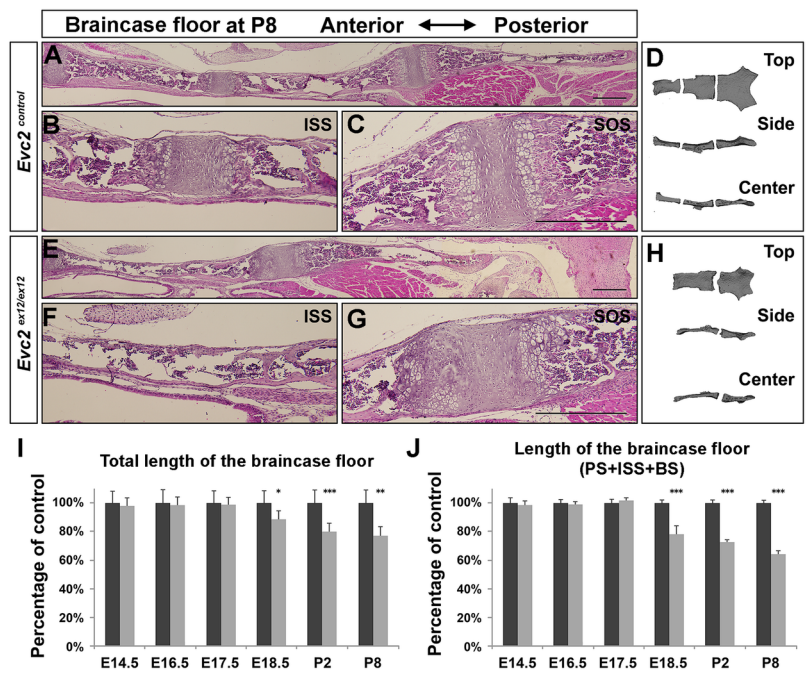 Braincase floor at P8 Anterior Posterior
Evc2 control
A
B
ISS
C
SOS
D
Top
Side
Center
Evc2 ex12/ex12
E
F
ISS
G
SOS
H
Top
Side
Center
I
Total length of the braincase floor
Percentage of control
100%
80%
60%
40%
20%
0%
*
***
**
E14.5 E16.5 E17.5 E18.5 P2 P8
J
Length of the braincase floor
(PS+ISS+BS)
Percentage of control
100%
80%
60%
40%
20%
0%
***
***
***
E14.5 E16.5 E17.5 E18.5 P2 P8